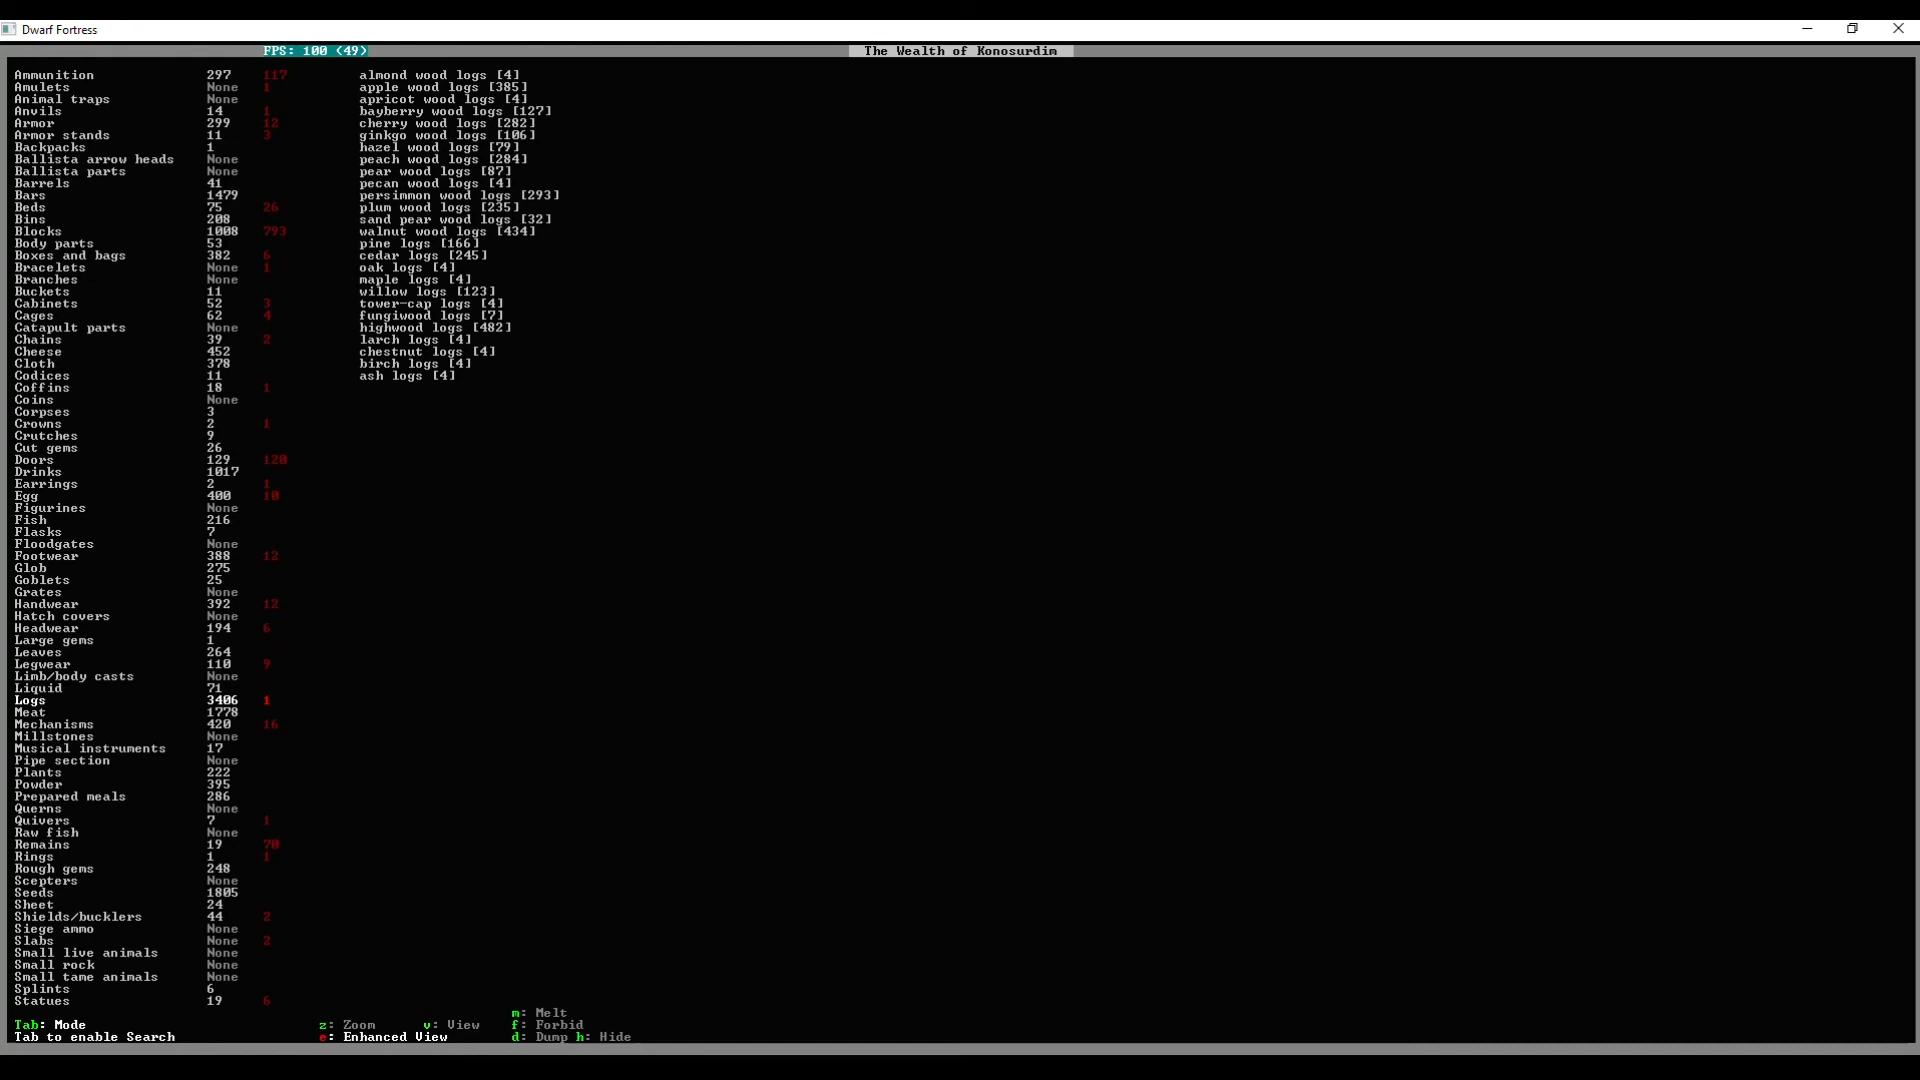 Dwarf Fortress
FPS: 100 (49)
The Wealth of Konosurdim
Ammunition 297 117
Amulets None 1
Animal traps None
Anvils 14 1
Armor 299 12
Armor stands 11 3
Backpacks 1
Ballista arrow heads None
Ballista parts None
Barrels 41
Bars 1479
Beds 75 26
Bins 208
Blocks 1008 793
Body parts 53
Boxes and bags 382 6
Bracelets None 1
Branches None
Buckets 11
Cabinets 52 3
Cages 62 4
Catapult parts None
Chains 39 2
Cheese 452
Cloth 378
Codices 11
Coffins 18 1
Coins None
Corpses 3
Crowns 2 1
Crutches 9
Cut gems 26
Doors 129 120
Drinks 1017
Earrings 2 1
Egg 400 10
Figurines None
Fish 216
Flasks 7
Floodgates None
Footwear 388 12
Glob 275
Goblets 25
Grates None
Handwear 392 12
Hatch covers None
Headwear 194 6
Large gems 1
Leaves 264
Legwear 110 9
Limb/body casts None
Liquid 71
Logs 3406 1
Meat 1778
Mechanisms 420 16
Millstones None
Musical instruments 17
Pipe section None
Plants 222
Powder 395
Prepared meals 286
Querns None
Quivers 7 1
Raw fish None
Remains 19 70
Rings 1 1
Rough gems 248
Scepters None
Seeds 1805
Sheet 24
Shields/bucklers 44 2
Siege ammo None
Slabs None 2
Small live animals None
Small rock None
Small tame animals None
Splints 6
Statues 19 6
almond wood logs [4]
apple wood logs [385]
apricot wood logs [4]
bayberry wood logs [127]
cherry wood logs [282]
ginkgo wood logs [106]
hazel wood logs [79]
peach wood logs [284]
pear wood logs [87]
pecan wood logs [4]
persimmon wood logs [293]
plum wood logs [235]
sand pear wood logs [32]
walnut wood logs [434]
pine logs [166]
cedar logs [245]
oak logs [4]
maple logs [4]
willow logs [123]
tower-cap logs [4]
fungiwood logs [7]
highwood logs [482]
larch logs [4]
chestnut logs [4]
birch logs [4]
ash logs [4]
m: Melt
Tab: Mode z: Zoom v: View f: Forbid
Tab to enable Search e: Enhanced View d: Dump h: Hide